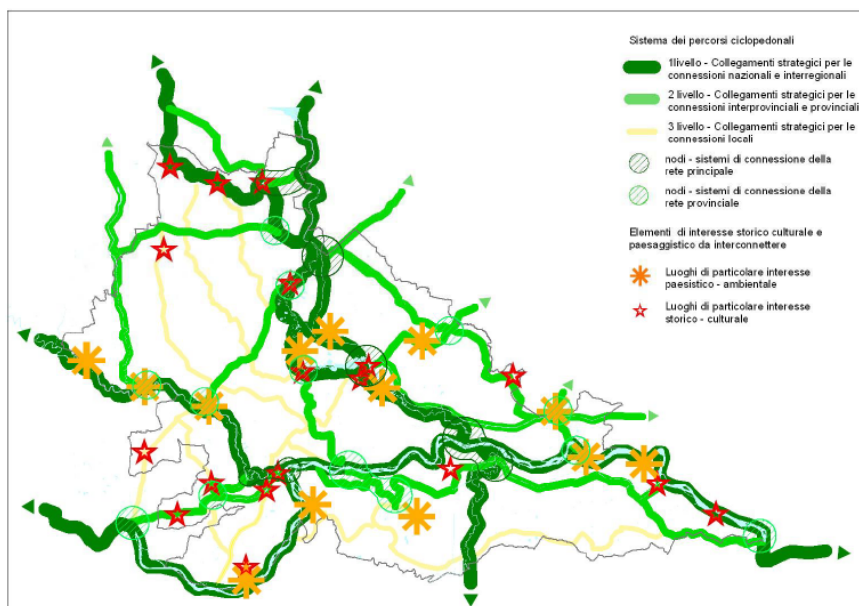 Sistema dei percorsi ciclopedonali
1livello - Collegamenti strategici per le
connessioni nazionali e interregionali
2 livello - Collegamenti strategici per le
connessioni interprovinciali e provinciali
3 livello - Collegamenti strategici per le
connessioni locali
nodi - sistemi di connessione della
rete principale
nodi - sistemi di connessione della
rete provinciale
Elementi di interesse storico culturale e
paesaggistico da interconnettere
Luoghi di particolare interesse
paesistico - ambientale
Luoghi di particolare interesse
storico - culturale